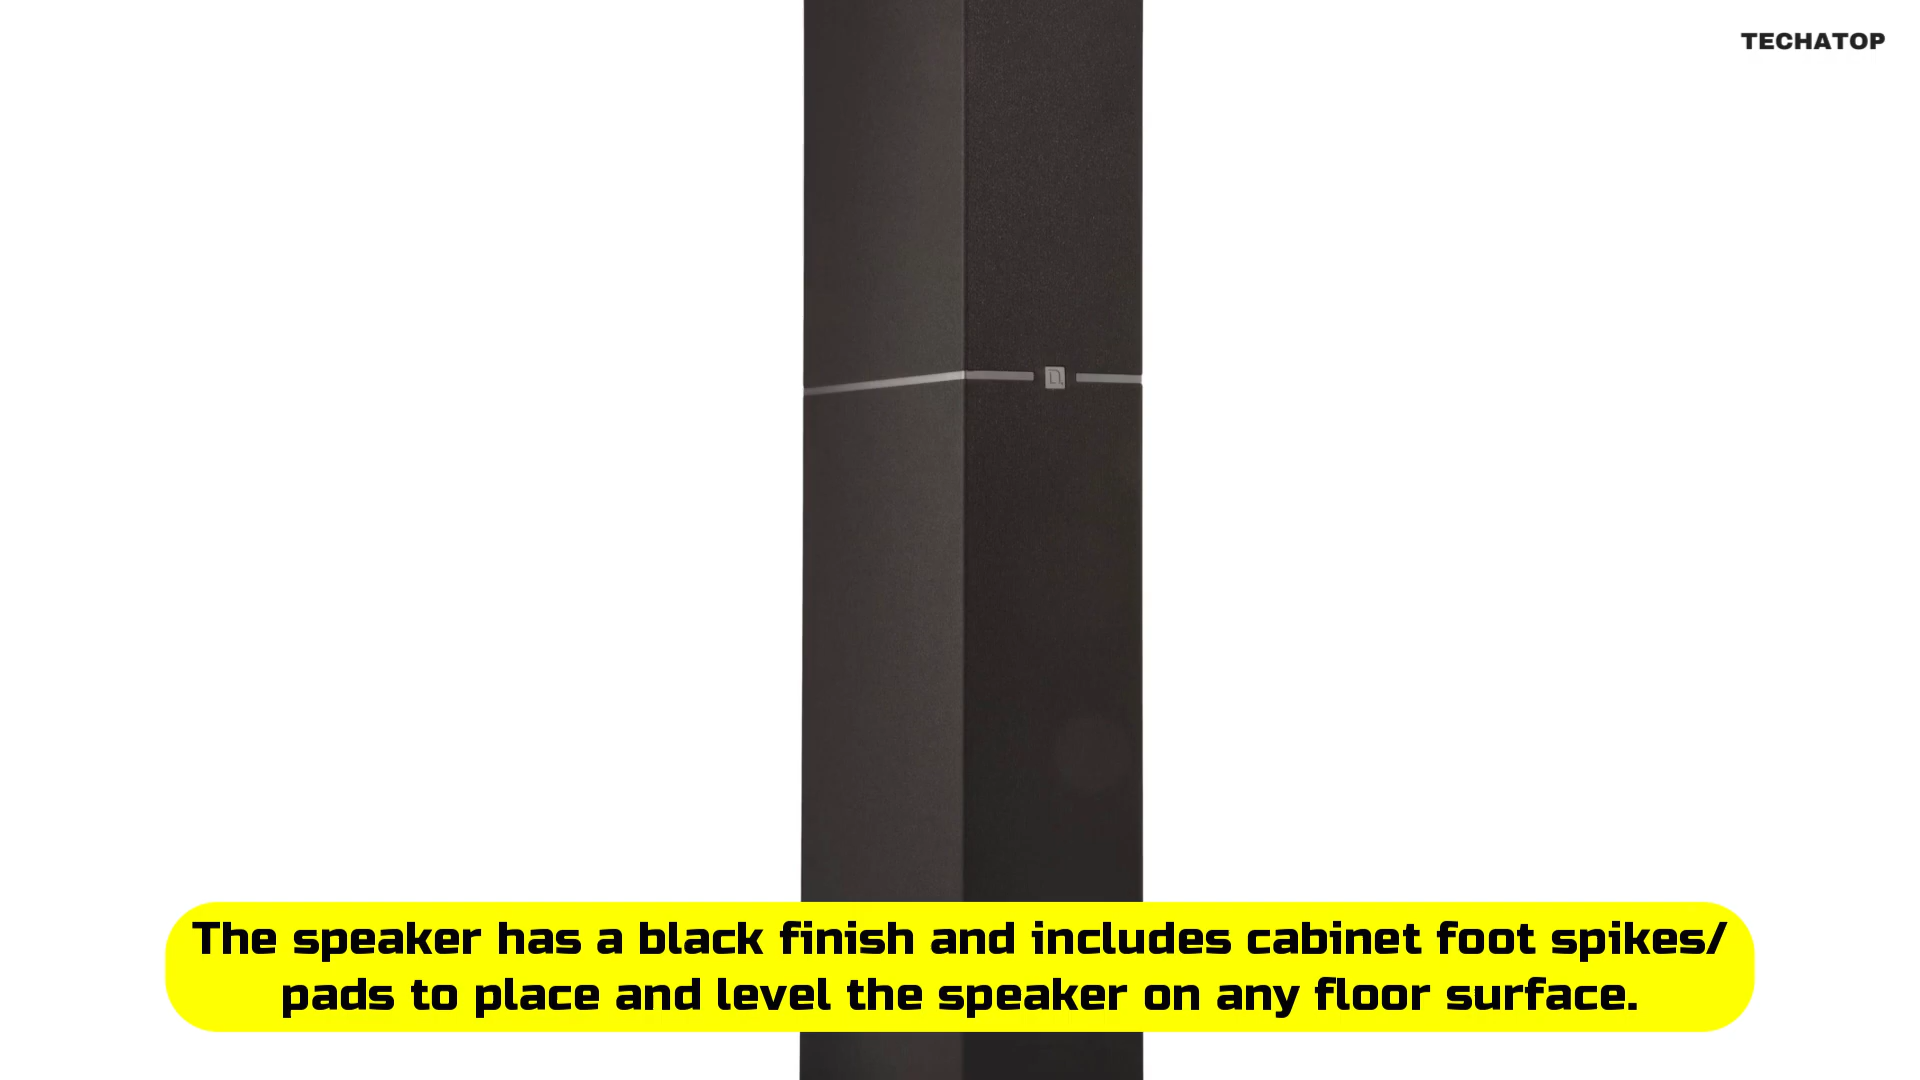 TECHATOP
The speaker has a black finish and includes cabinet foot spikes/
pads to place and level the speaker on any floor surface.